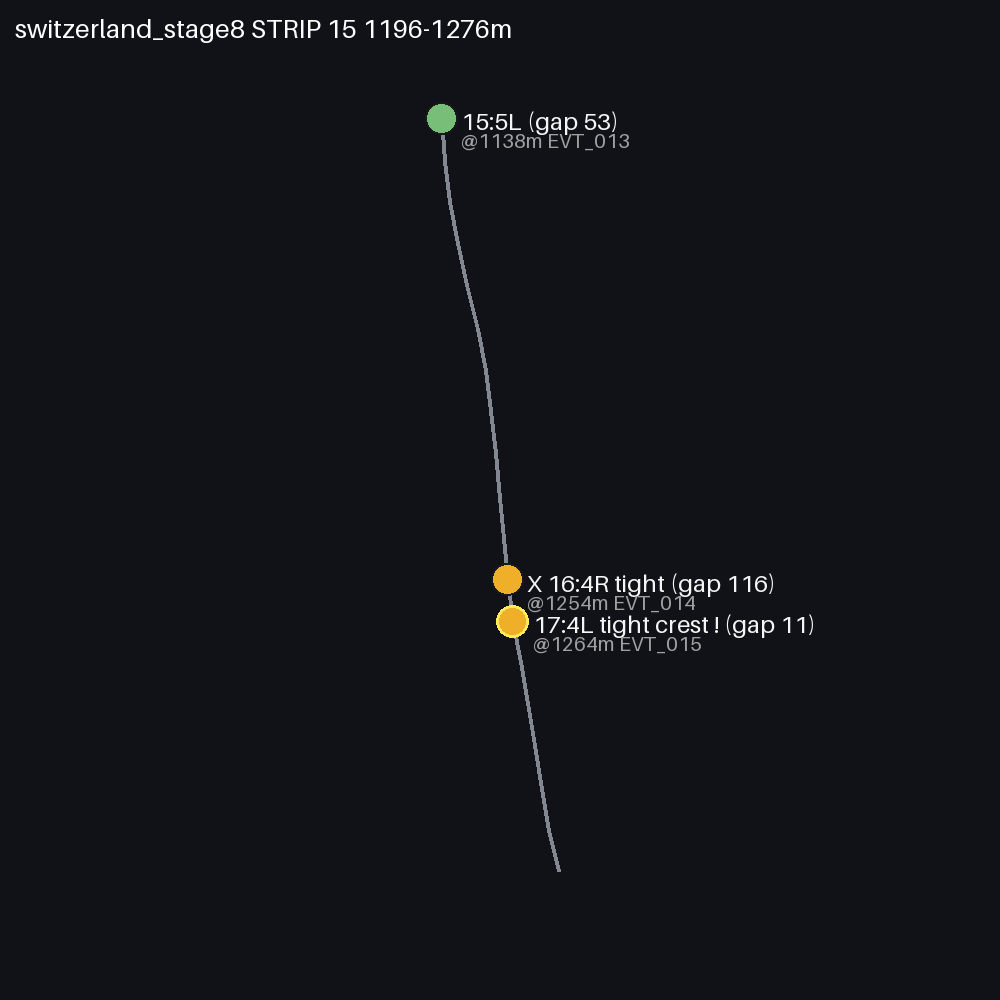 switzerland_stage8 STRIP 15 1196-1276m
15:5L (gap 53)
@1138m EVT_013
X 16:4R tight (gap 116)
@1254m EVT_014
17:4L tight crest ! (gap 11)
@1264m EVT_015